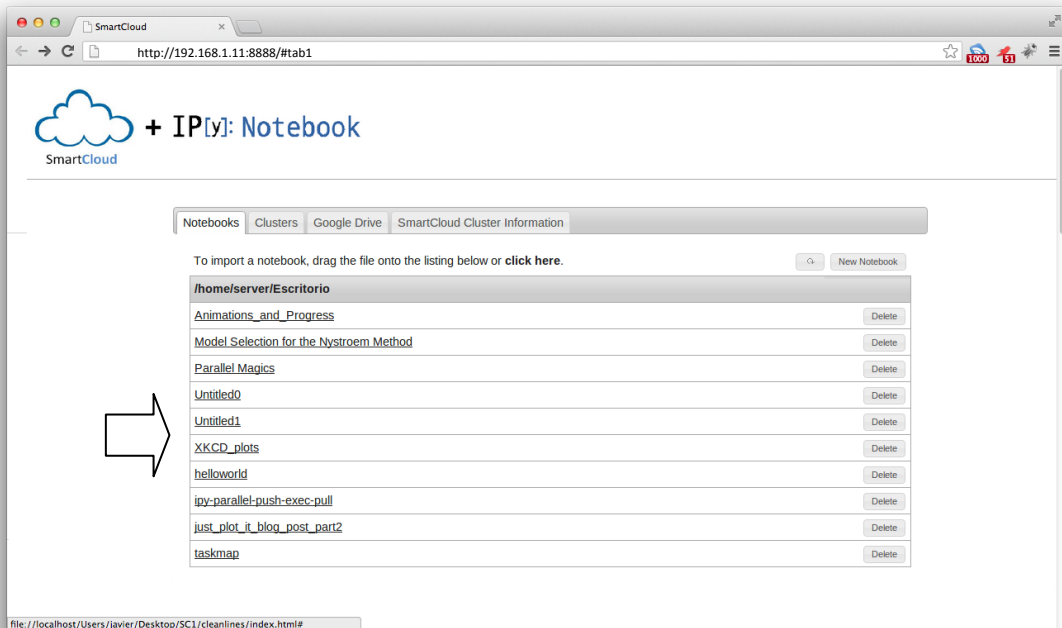 SmartCloud
http://192.168.1.11:8888/#tab1
1000 51
+ IP[y]: Notebook
SmartCloud
Notebooks Clusters Google Drive SmartCloud Cluster Information
To import a notebook, drag the file onto the listing below or click here. New Notebook
/home/server/Escritorio
Animations_and_Progress Delete
Model Selection for the Nystroem Method Delete
Parallel Magics Delete
Untitled0 Delete
Untitled1 Delete
XKCD_plots Delete
helloworld Delete
ipy-parallel-push-exec-pull Delete
just_plot_it_blog_post_part2 Delete
taskmap Delete
file://localhost/Users/javier/Desktop/SC1/cleanlines/index.html#